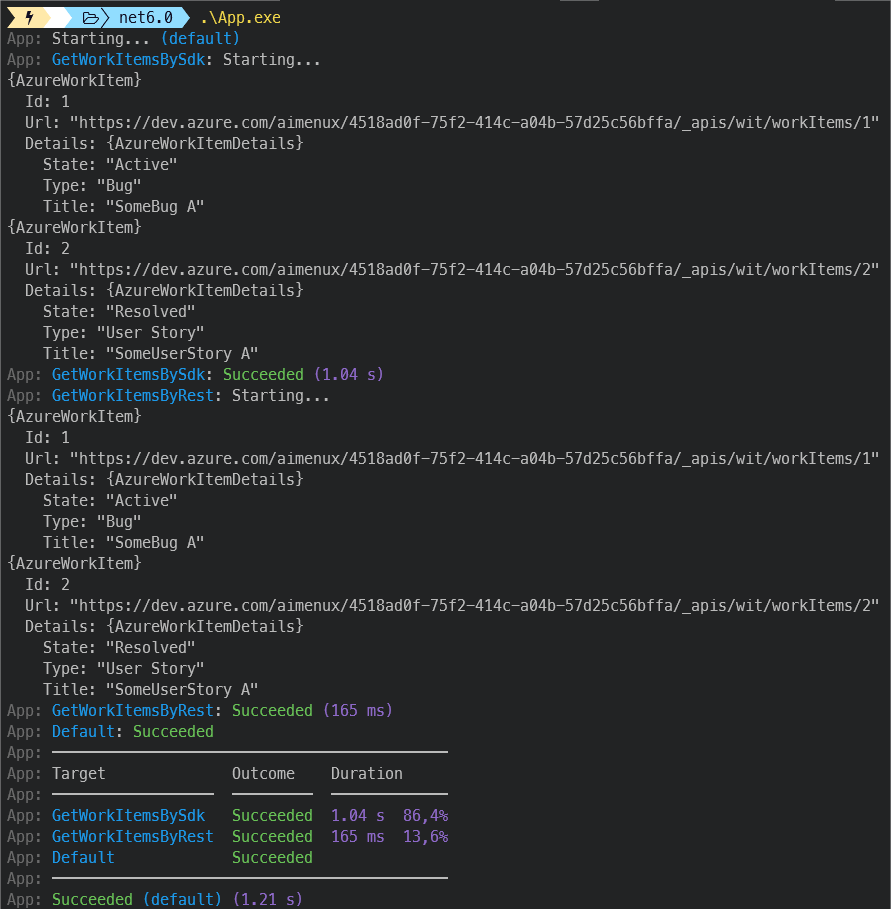 net6.0 .\App.exe
App: Starting... (default)
App: GetWorkItemsBySdk: Starting...
{AzureWorkItem}
  Id: 1
  Url: "https://dev.azure.com/aimenux/4518ad0f-75f2-414c-a04b-57d25c56bffa/_apis/wit/workItems/1"
  Details: {AzureWorkItemDetails}
    State: "Active"
    Type: "Bug"
    Title: "SomeBug A"
{AzureWorkItem}
  Id: 2
  Url: "https://dev.azure.com/aimenux/4518ad0f-75f2-414c-a04b-57d25c56bffa/_apis/wit/workItems/2"
  Details: {AzureWorkItemDetails}
    State: "Resolved"
    Type: "User Story"
    Title: "SomeUserStory A"
App: GetWorkItemsBySdk: Succeeded (1.04 s)
App: GetWorkItemsByRest: Starting...
{AzureWorkItem}
  Id: 1
  Url: "https://dev.azure.com/aimenux/4518ad0f-75f2-414c-a04b-57d25c56bffa/_apis/wit/workItems/1"
  Details: {AzureWorkItemDetails}
    State: "Active"
    Type: "Bug"
    Title: "SomeBug A"
{AzureWorkItem}
  Id: 2
  Url: "https://dev.azure.com/aimenux/4518ad0f-75f2-414c-a04b-57d25c56bffa/_apis/wit/workItems/2"
  Details: {AzureWorkItemDetails}
    State: "Resolved"
    Type: "User Story"
    Title: "SomeUserStory A"
App: GetWorkItemsByRest: Succeeded (165 ms)
App: Default: Succeeded
App:
App: Target              Outcome    Duration
App:
App: GetWorkItemsBySdk   Succeeded  1.04 s  86,4%
App: GetWorkItemsByRest  Succeeded  165 ms  13,6%
App: Default             Succeeded
App:
App: Succeeded (default) (1.21 s)